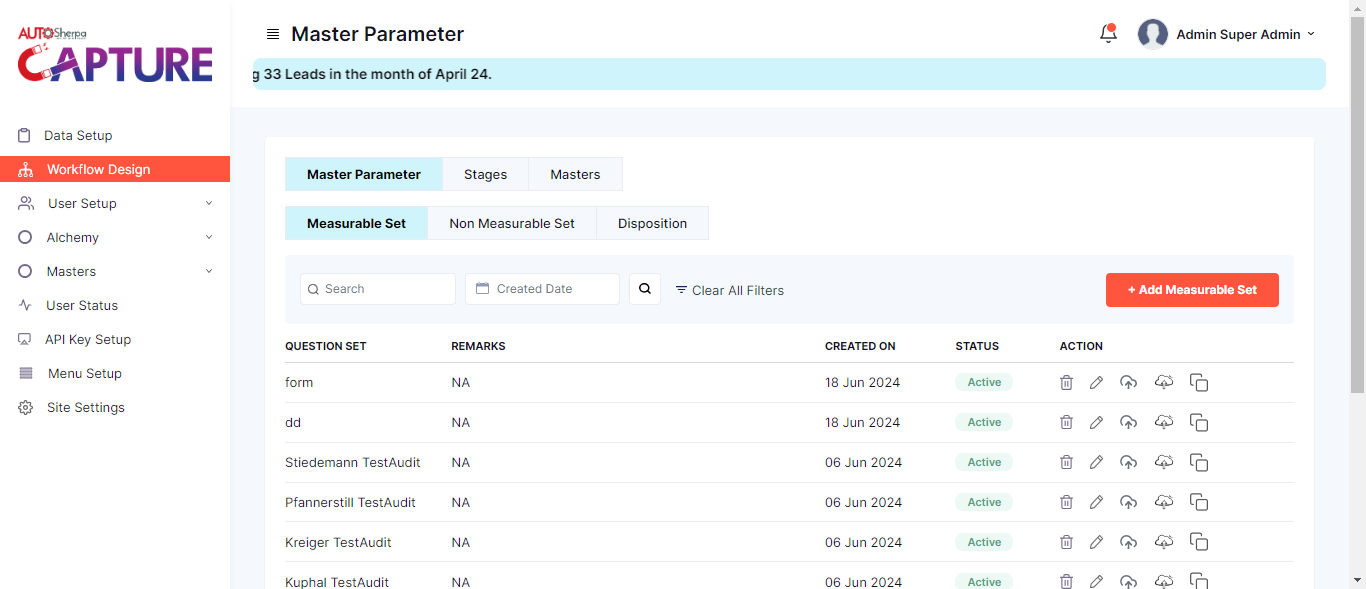 AUTOSherpa
CAPTURE
Master Parameter
Admin Super Admin
g 33 Leads in the month of April 24.
Data Setup
Workflow Design
User Setup
Alchemy
Masters
User Status
API Key Setup
Menu Setup
Site Settings
Master Parameter Stages Masters
Measurable Set Non Measurable Set Disposition
Search Created Date Clear All Filters + Add Measurable Set
QUESTION SET REMARKS CREATED ON STATUS ACTION
form NA 18 Jun 2024 Active
dd NA 18 Jun 2024 Active
Stiedemann TestAudit NA 06 Jun 2024 Active
Pfannerstill TestAudit NA 06 Jun 2024 Active
Kreiger TestAudit NA 06 Jun 2024 Active
Kuphal TestAudit NA 06 Jun 2024 Active